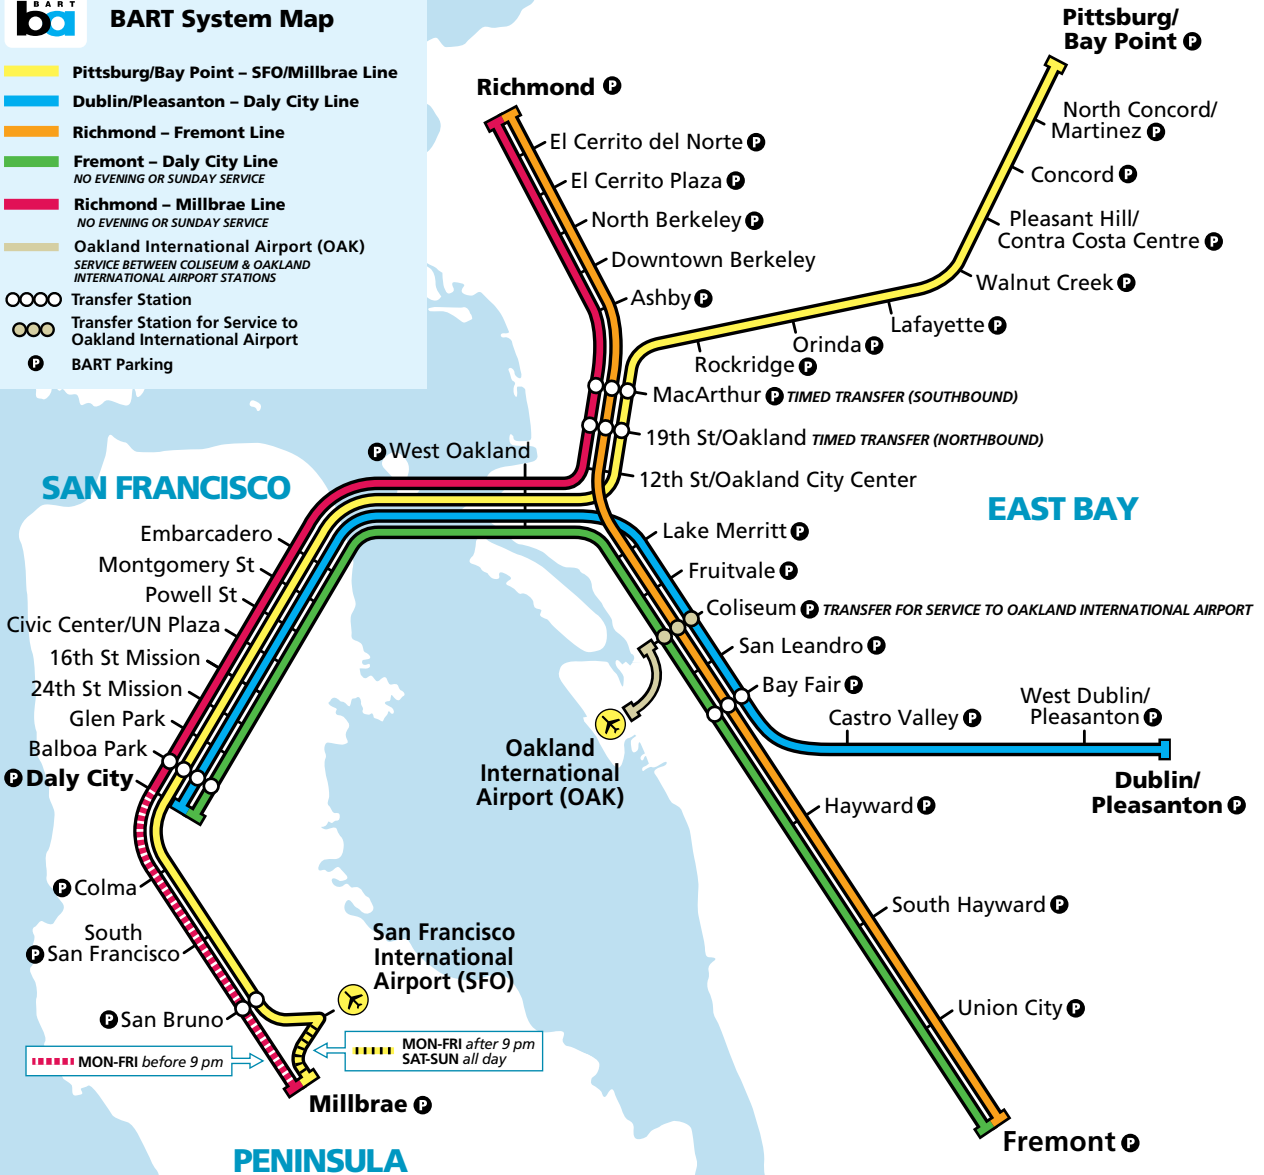 BART
ba
BART System Map
Pittsburg/Bay Point – SFO/Millbrae Line
Dublin/Pleasanton – Daly City Line
Richmond – Fremont Line
Fremont – Daly City Line
NO EVENING OR SUNDAY SERVICE
Richmond – Millbrae Line
NO EVENING OR SUNDAY SERVICE
Oakland International Airport (OAK)
SERVICE BETWEEN COLISEUM & OAKLAND
INTERNATIONAL AIRPORT STATIONS
Transfer Station
Transfer Station for Service to
Oakland International Airport
P BART Parking
Pittsburg/
Bay Point P
Richmond P
North Concord/
Martinez P
El Cerrito del Norte P
Concord P
El Cerrito Plaza P
North Berkeley P
Pleasant Hill/
Contra Costa Centre P
Downtown Berkeley
Walnut Creek P
Ashby P
Lafayette P
Orinda P
Rockridge P
MacArthur P TIMED TRANSFER (SOUTHBOUND)
19th St/Oakland TIMED TRANSFER (NORTHBOUND)
P West Oakland
12th St/Oakland City Center
SAN FRANCISCO
EAST BAY
Embarcadero
Lake Merritt P
Montgomery St
Fruitvale P
Powell St
Coliseum P TRANSFER FOR SERVICE TO OAKLAND INTERNATIONAL AIRPORT
Civic Center/UN Plaza
San Leandro P
16th St Mission
Bay Fair P
24th St Mission
West Dublin/
Pleasanton P
Castro Valley P
Glen Park
Balboa Park
P Daly City
Oakland
International
Airport (OAK)
Dublin/
Pleasanton P
Hayward P
P Colma
South Hayward P
South
P San Francisco
San Francisco
International
Airport (SFO)
Union City P
P San Bruno
MON-FRI before 9 pm
MON-FRI after 9 pm
SAT-SUN all day
Millbrae P
Fremont P
PENINSULA